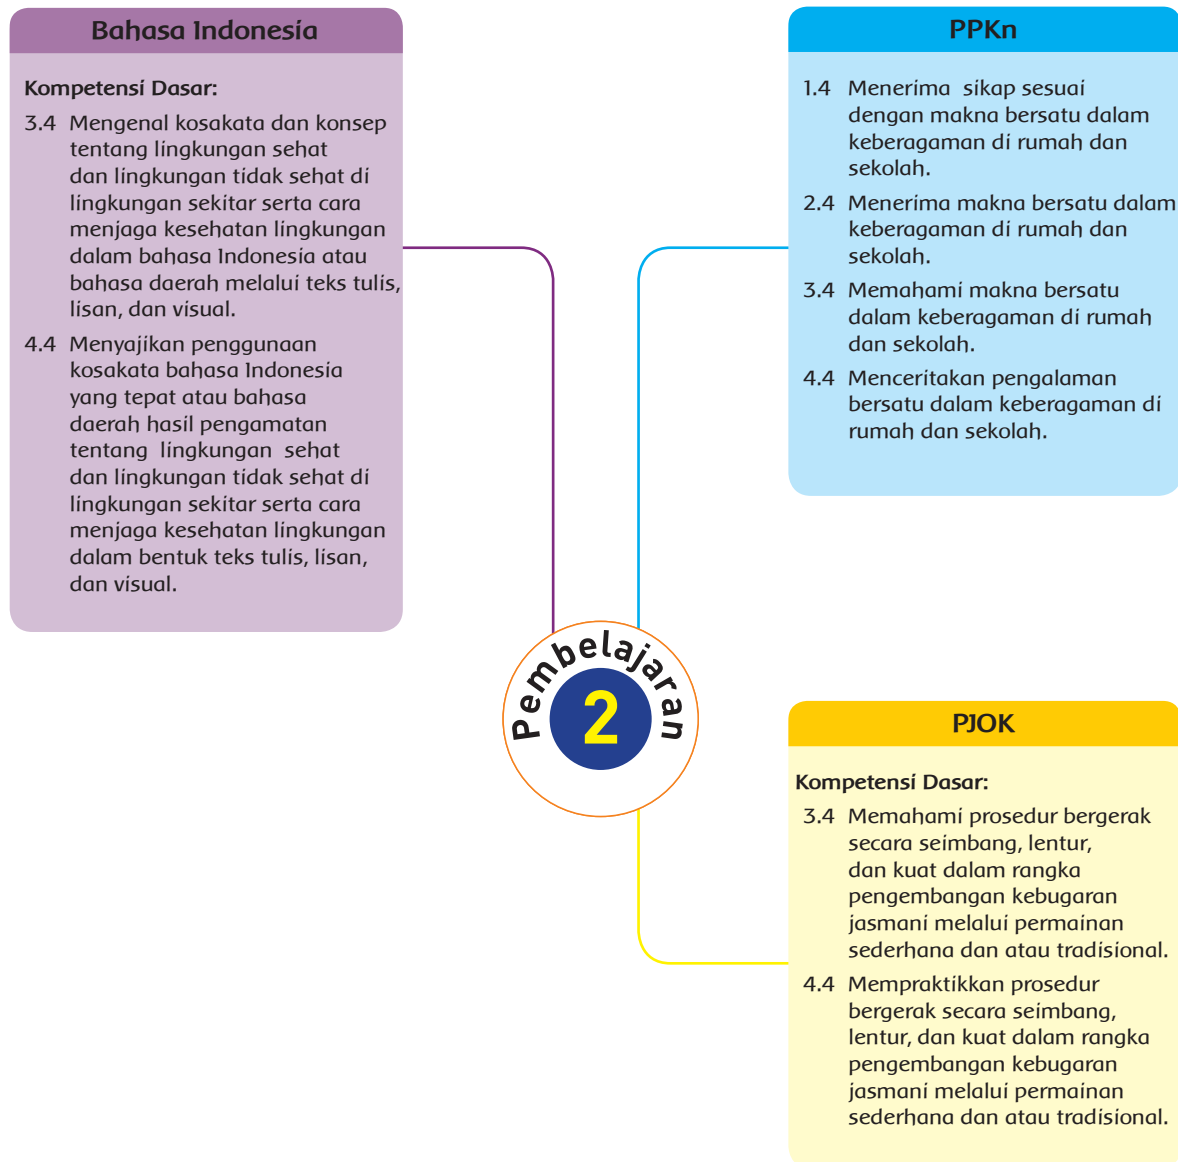 Bahasa Indonesia
Kompetensi Dasar:
3.4 Mengenal kosakata dan konsep
tentang lingkungan sehat
dan lingkungan tidak sehat di
lingkungan sekitar serta cara
menjaga kesehatan lingkungan
dalam bahasa Indonesia atau
bahasa daerah melalui teks tulis,
lisan, dan visual.
4.4 Menyajikan penggunaan
kosakata bahasa Indonesia
yang tepat atau bahasa
daerah hasil pengamatan
tentang lingkungan sehat
dan lingkungan tidak sehat di
lingkungan sekitar serta cara
menjaga kesehatan lingkungan
dalam bentuk teks tulis, lisan,
dan visual.
PPKn
1.4 Menerima sikap sesuai
dengan makna bersatu dalam
keberagaman di rumah dan
sekolah.
2.4 Menerima makna bersatu dalam
keberagaman di rumah dan
sekolah.
3.4 Memahami makna bersatu
dalam keberagaman di rumah
dan sekolah.
4.4 Menceritakan pengalaman
bersatu dalam keberagaman di
rumah dan sekolah.
Pembelajaran
2
PJOK
Kompetensi Dasar:
3.4 Memahami prosedur bergerak
secara seimbang, lentur,
dan kuat dalam rangka
pengembangan kebugaran
jasmani melalui permainan
sederhana dan atau tradisional.
4.4 Mempraktikkan prosedur
bergerak secara seimbang,
lentur, dan kuat dalam rangka
pengembangan kebugaran
jasmani melalui permainan
sederhana dan atau tradisional.